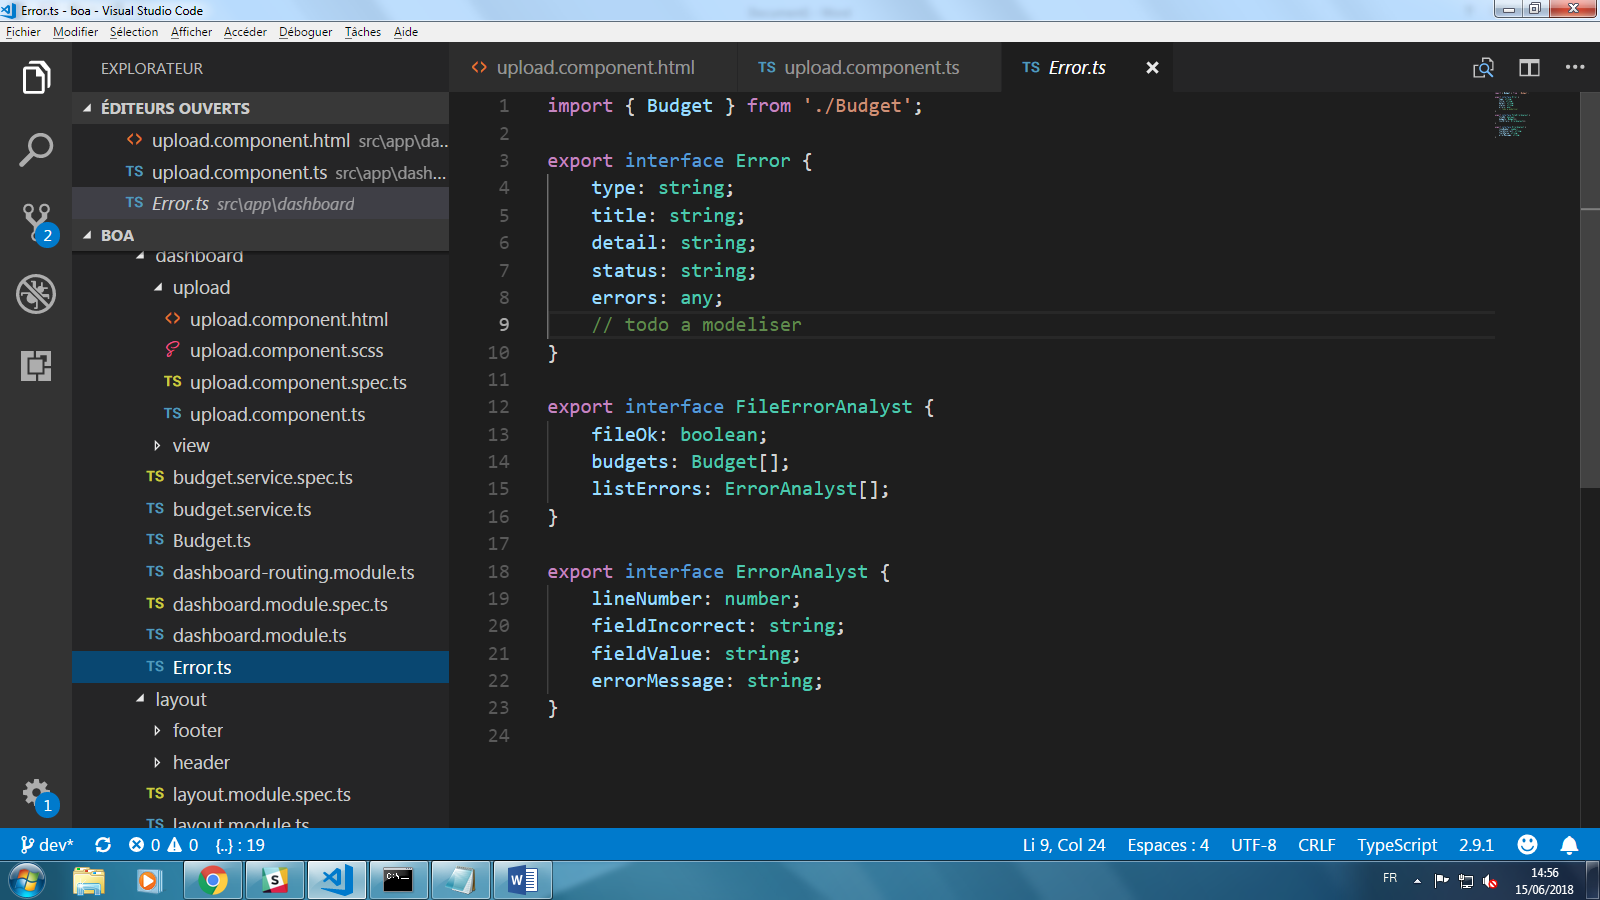 Error.ts - boa - Visual Studio Code
Fichier Modifier Sélection Afficher Accéder Déboguer Tâches Aide
EXPLORATEUR
ÉDITEURS OUVERTS
<> upload.component.html src\app\da...
TS upload.component.ts src\app\dash...
TS Error.ts src\app\dashboard
2
BOA
dashboard
upload
<> upload.component.html
upload.component.scss
TS upload.component.spec.ts
TS upload.component.ts
view
TS budget.service.spec.ts
TS budget.service.ts
TS Budget.ts
TS dashboard-routing.module.ts
TS dashboard.module.spec.ts
TS dashboard.module.ts
TS Error.ts
layout
footer
header
TS layout.module.spec.ts
TS layout.module.ts
1
<> upload.component.html TS upload.component.ts TS Error.ts
1 import { Budget } from './Budget';
2
3 export interface Error {
4 type: string;
5 title: string;
6 detail: string;
7 status: string;
8 errors: any;
9 // todo a modeliser
10 }
11
12 export interface FileErrorAnalyst {
13 fileOk: boolean;
14 budgets: Budget[];
15 listErrors: ErrorAnalyst[];
16 }
17
18 export interface ErrorAnalyst {
19 lineNumber: number;
20 fieldIncorrect: string;
21 fieldValue: string;
22 errorMessage: string;
23 }
24
dev* 0 0 {..} : 19 Li 9, Col 24 Espaces : 4 UTF-8 CRLF TypeScript 2.9.1
FR 14:56
15/06/2018